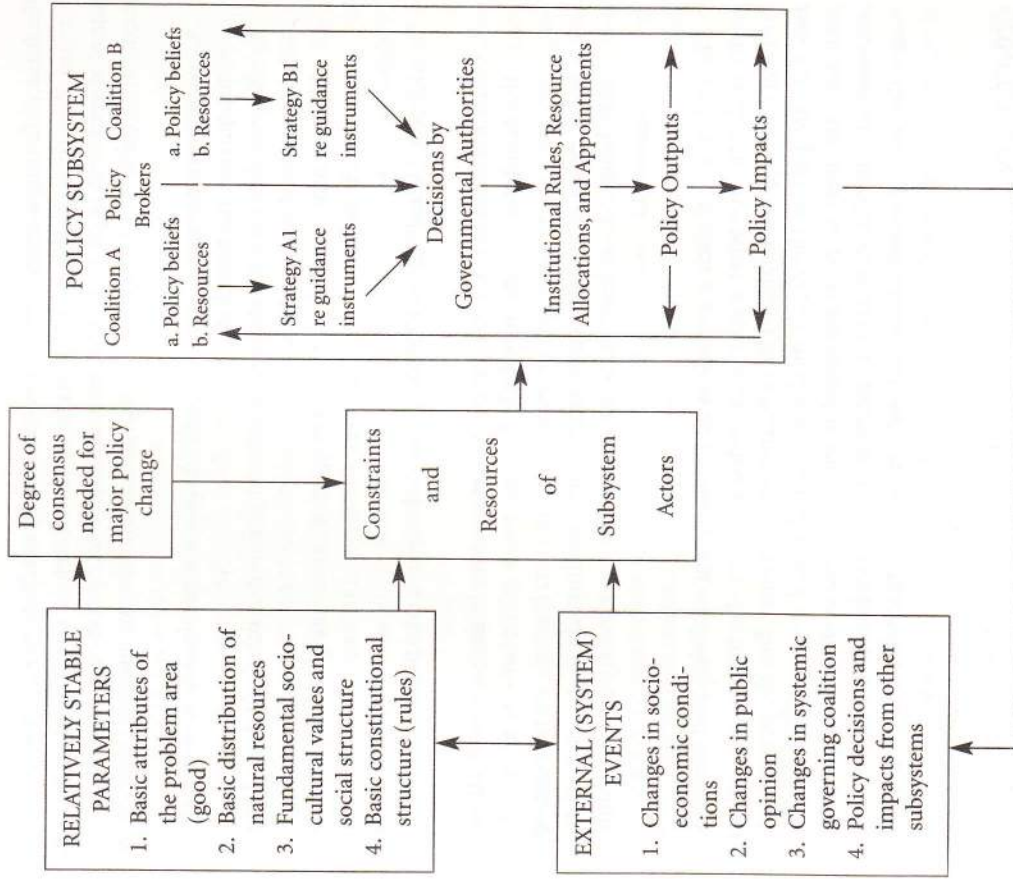 RELATIVELY STABLE
PARAMETERS
1. Basic attributes of
the problem area
(good)
2. Basic distribution of
natural resources
3. Fundamental socio-
cultural values and
social structure
4. Basic constitutional
structure (rules)
EXTERNAL (SYSTEM)
EVENTS
1. Changes in socio-
economic condi-
tions
2. Changes in public
opinion
3. Changes in systemic
governing coalition
4. Policy decisions and
impacts from other
subsystems
Degree of
consensus
needed for
major policy
change
Constraints
and
Resources
of
Subsystem
Actors
POLICY SUBSYSTEM
Coalition A
a. Policy beliefs
b. Resources
Policy
Brokers
Coalition B
a. Policy beliefs
b. Resources
Strategy A1
re guidance
instruments
Strategy B1
re guidance
instruments
Decisions by
Governmental Authorities
Institutional Rules, Resource
Allocations, and Appointments
Policy Outputs
Policy Impacts